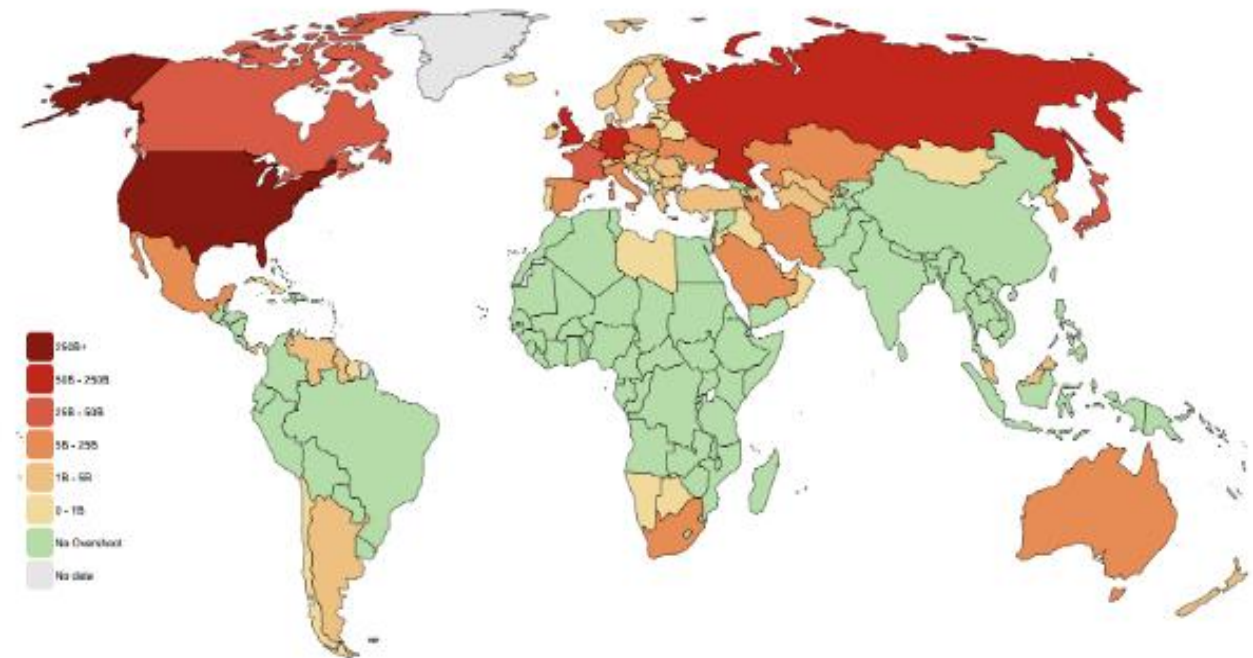 250B+
50B - 250B
25B - 50B
5B - 25B
1B - 5B
0 - 1B
No Overshoot
No data